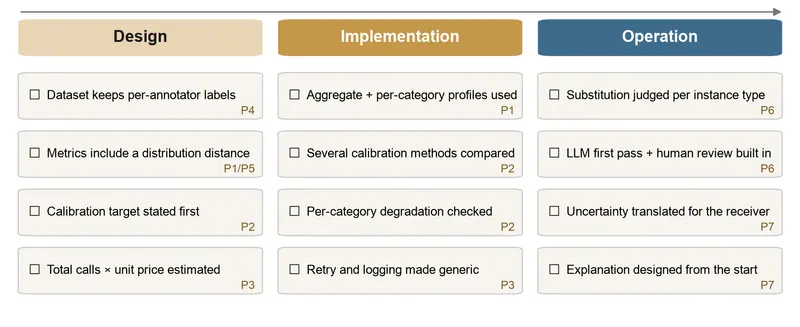 Design
☐ Dataset keeps per-annotator labels
P4
☐ Metrics include a distribution distance
P1/P5
☐ Calibration target stated first
P2
☐ Total calls × unit price estimated
P3
Implementation
☐ Aggregate + per-category profiles used
P1
☐ Several calibration methods compared
P2
☐ Per-category degradation checked
P2
☐ Retry and logging made generic
P3
Operation
☐ Substitution judged per instance type
P6
☐ LLM first pass + human review built in
P6
☐ Uncertainty translated for the receiver
P7
☐ Explanation designed from the start
P7